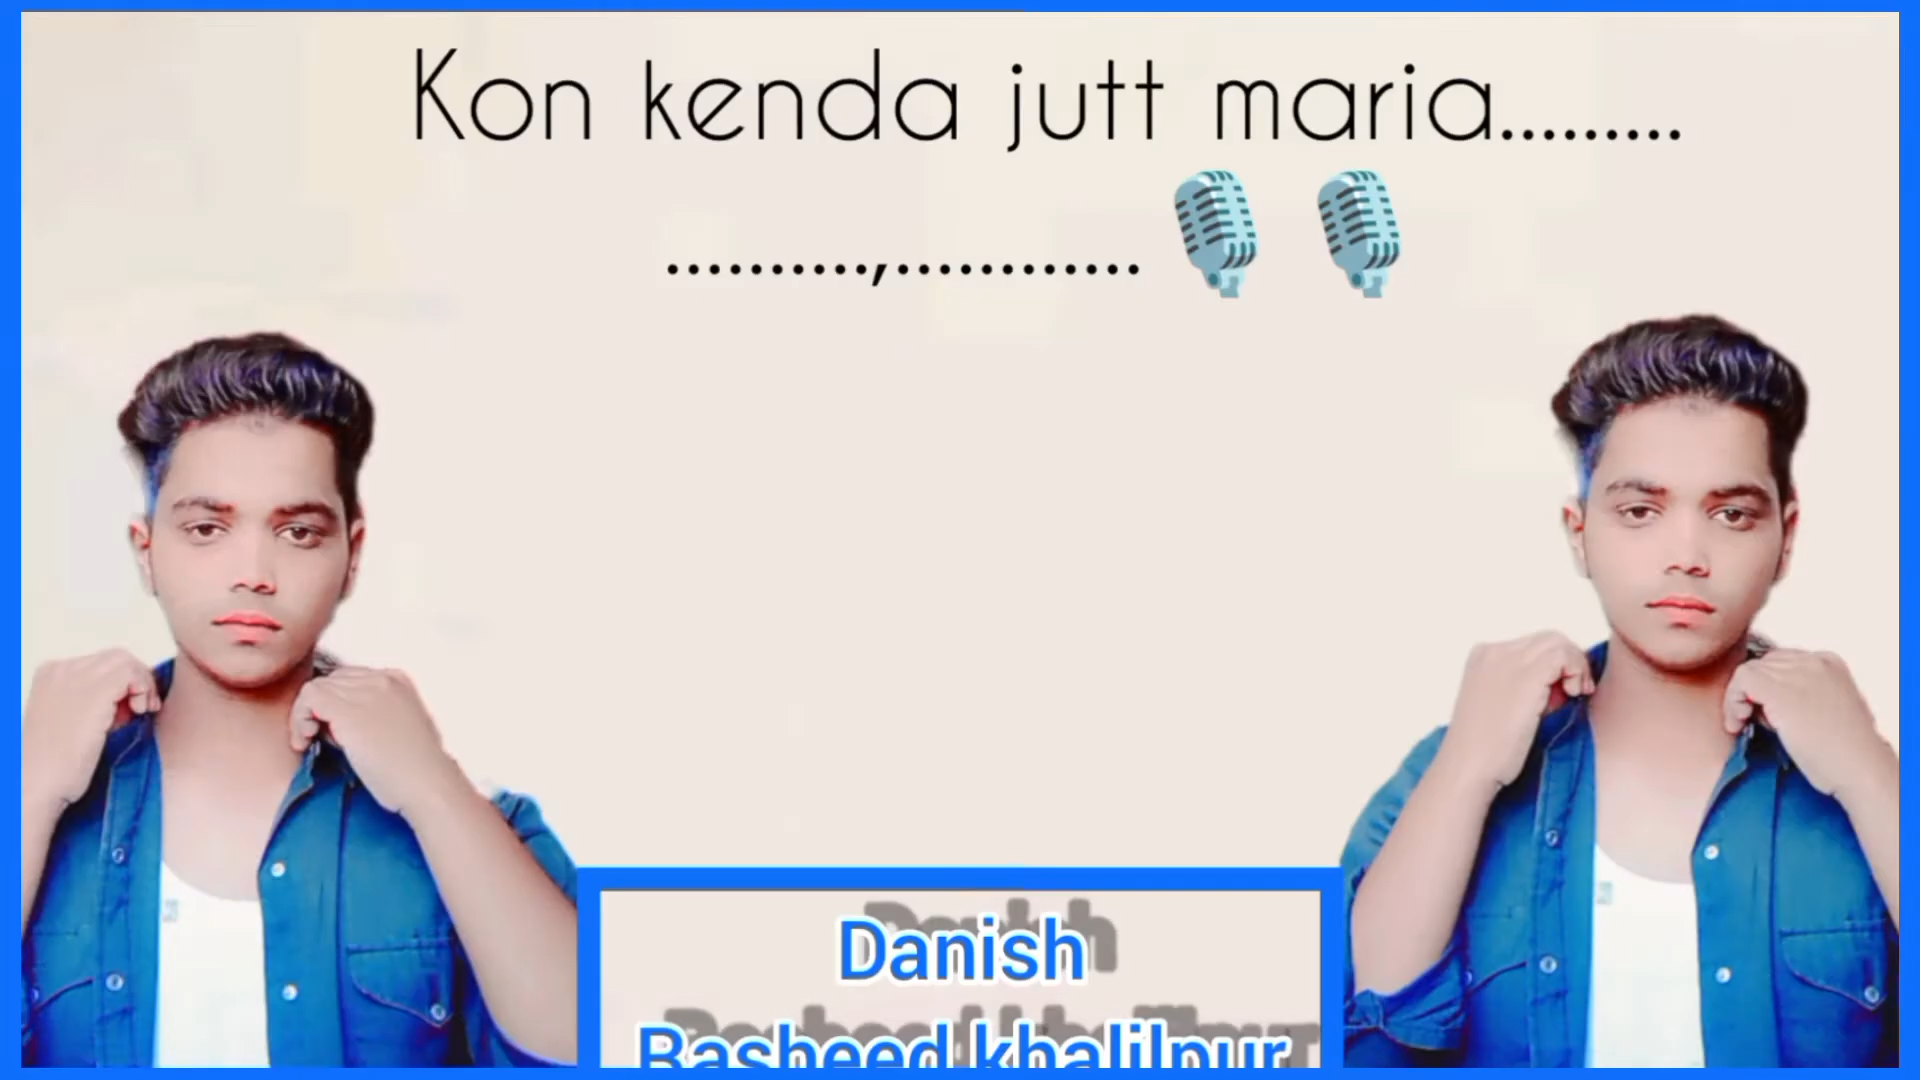 Kon kenda jutt maria.........
..........,............ 🎙️ 🎙️
Danish
Rasheed khalilpur